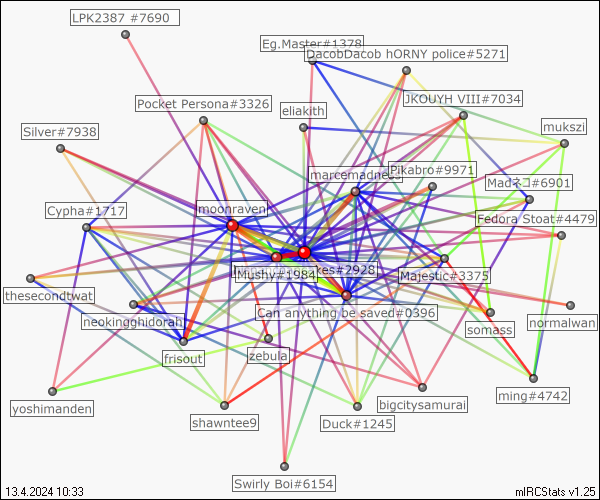 LPK2387 #7690
Eg.Master#1378
DacobDacob hORNY police#5271
Pocket Persona#3326
JKOUYH VIII#7034
eliakith
mukszi
Silver#7938
marcemadness
Pikabro#9971
Madネコ#6901
Cypha#1717
moonraven
Fedora Stoat#4479
kes#2928
Mushy#1984
Majestic#3375
thesecondtwat
neokingghidorah
Can anything be saved#0396
somass
normalwan
frisout
zebula
yoshimanden
shawntee9
Duck#1245
bigcitysamurai
ming#4742
Swirly Boi#6154
13.4.2024 10:33
mIRCStats v1.25